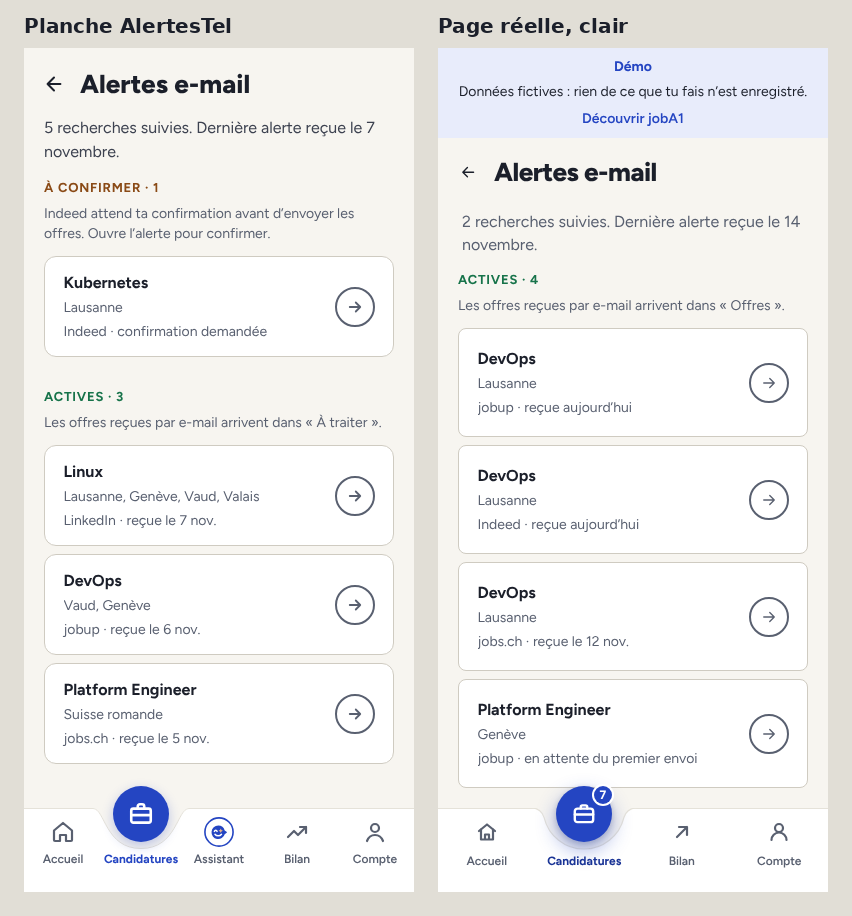 Planche AlertesTel
Alertes e-mail
5 recherches suivies. Dernière alerte reçue le 7
novembre.
À CONFIRMER · 1
Indeed attend ta confirmation avant d’envoyer les
offres. Ouvre l’alerte pour confirmer.
Kubernetes
Lausanne
Indeed · confirmation demandée
ACTIVES · 3
Les offres reçues par e-mail arrivent dans « À traiter ».
Linux
Lausanne, Genève, Vaud, Valais
LinkedIn · reçue le 7 nov.
DevOps
Vaud, Genève
jobup · reçue le 6 nov.
Platform Engineer
Suisse romande
jobs.ch · reçue le 5 nov.
Accueil
Candidatures
Assistant
Bilan
Compte
Page réelle, clair
Démo
Données fictives : rien de ce que tu fais n’est enregistré.
Découvrir jobA1
Alertes e-mail
2 recherches suivies. Dernière alerte reçue le 14
novembre.
ACTIVES · 4
Les offres reçues par e-mail arrivent dans « Offres ».
DevOps
Lausanne
jobup · reçue aujourd’hui
DevOps
Lausanne
Indeed · reçue aujourd’hui
DevOps
Lausanne
jobs.ch · reçue le 12 nov.
Platform Engineer
Genève
jobup · en attente du premier envoi
7
Accueil
Candidatures
Bilan
Compte